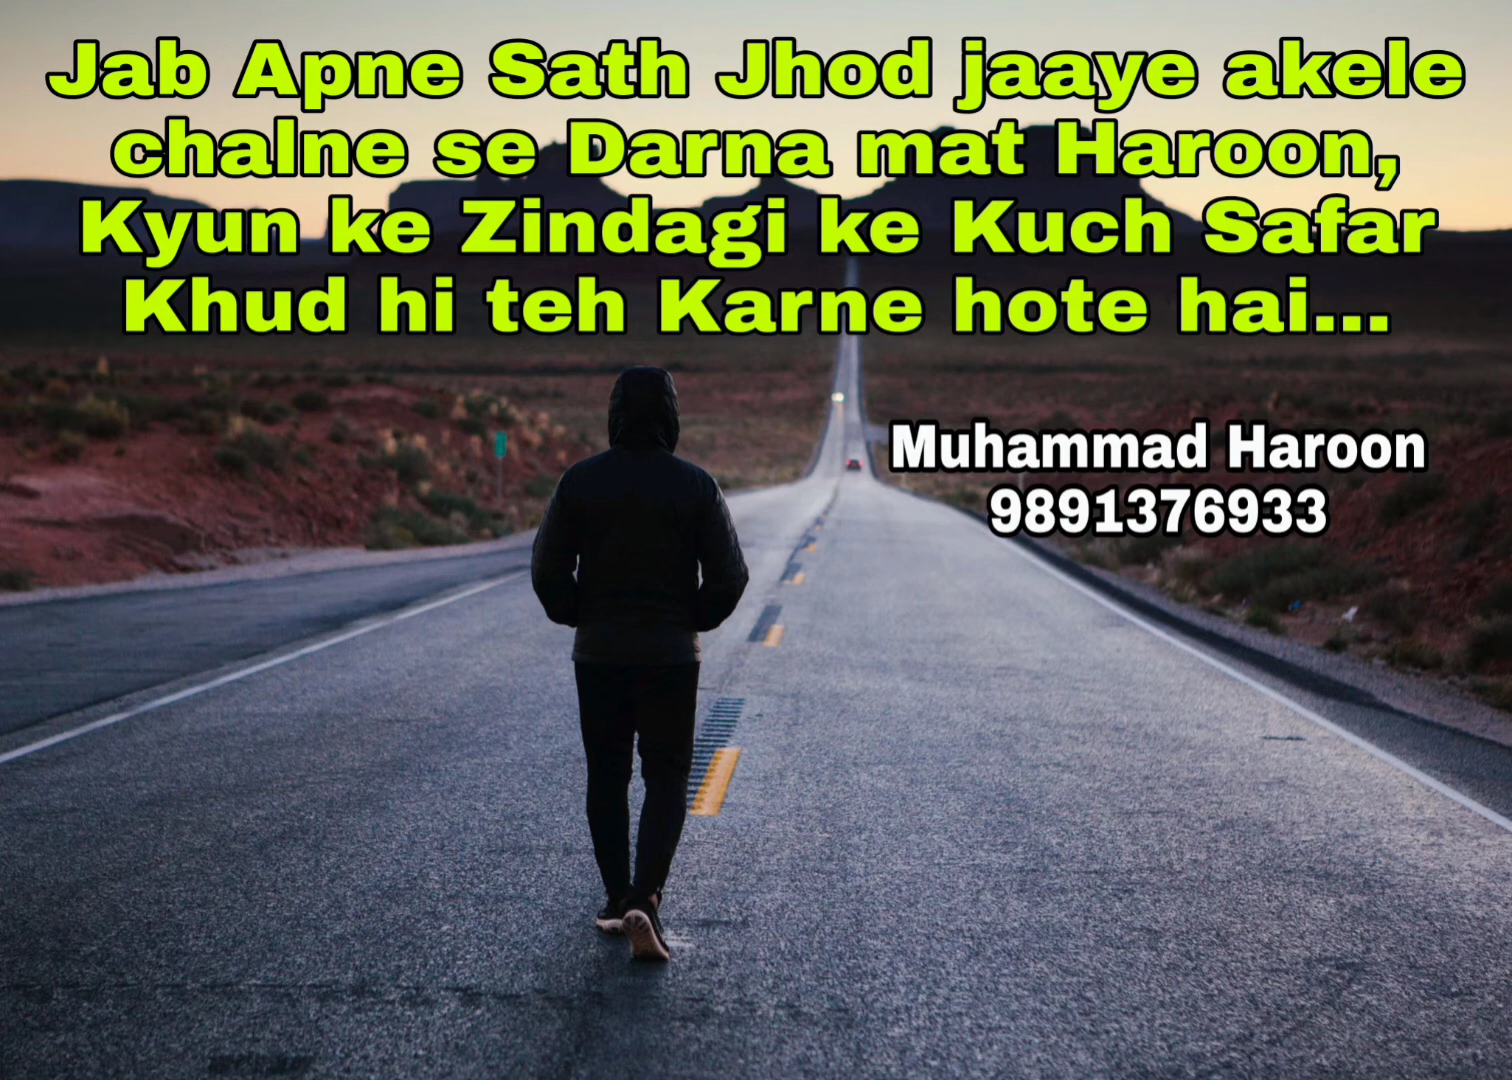 Jab Apne Sath Jhod jaaye akele
chalne se Darna mat Haroon,
Kyun ke Zindagi ke Kuch Safar
Khud hi teh Karne hote hai...
Muhammad Haroon
9891376933